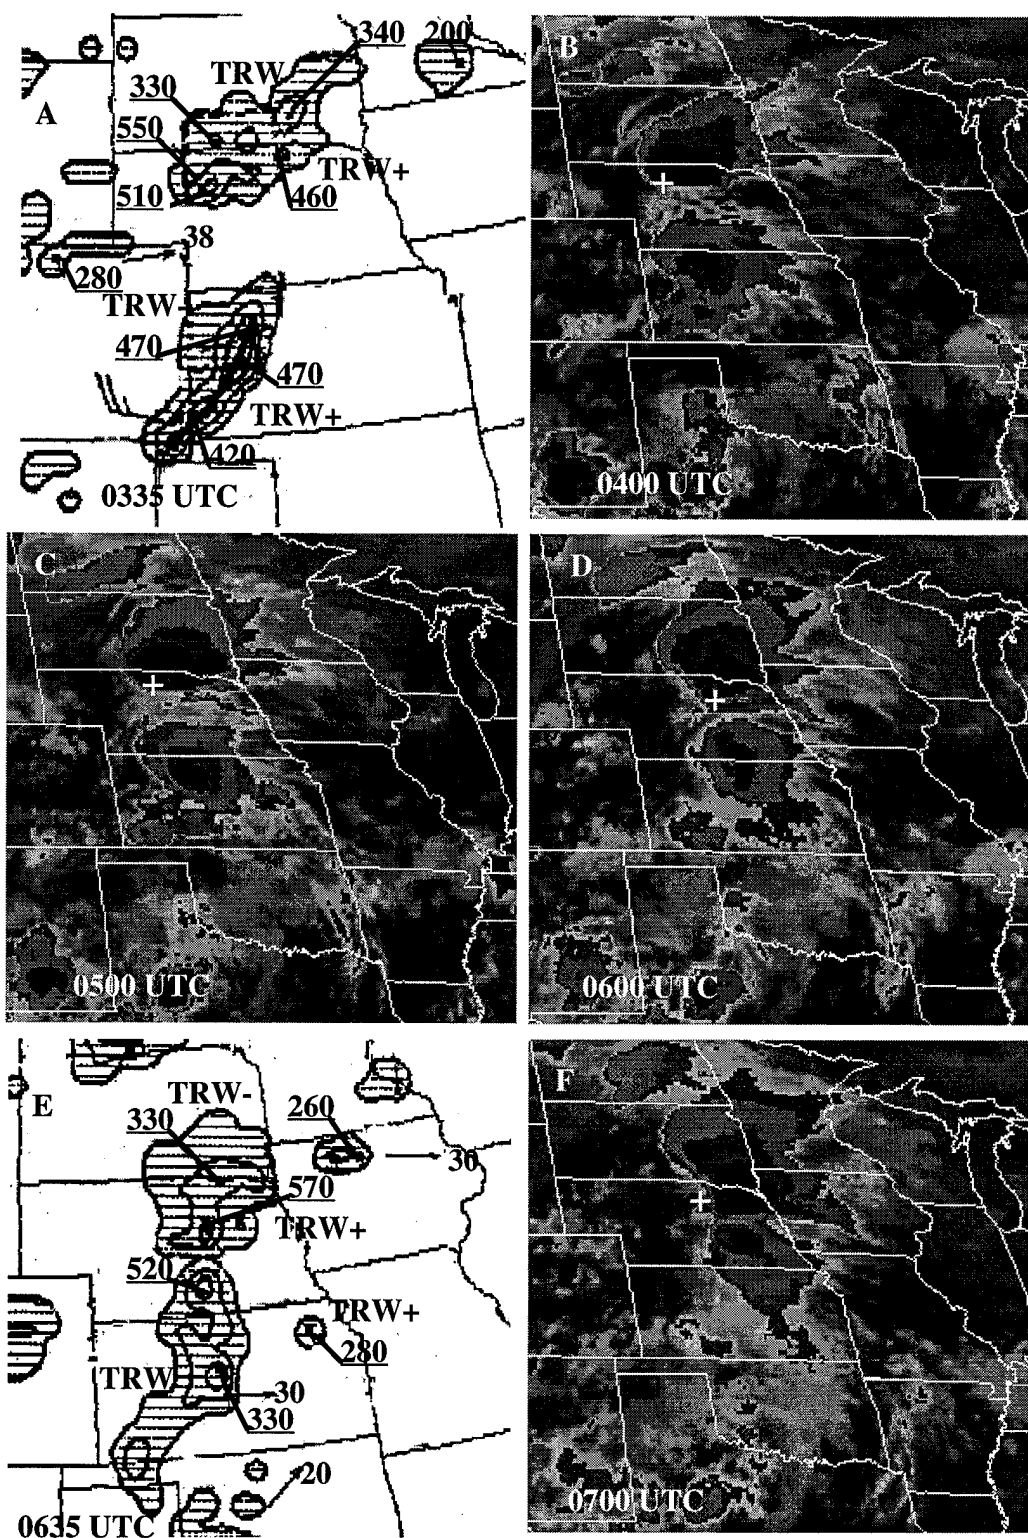 340
200
TRW
330
A
550
TRW+
510
460
38
280
TRW-
470
470
TRW+
420
0335 UTC
B
0400 UTC
C
0500 UTC
D
0600 UTC
E
TRW-
330
260
30
570
TRW+
520
TRW+
280
TRW
30
330
20
0635 UTC
F
0700 UTC